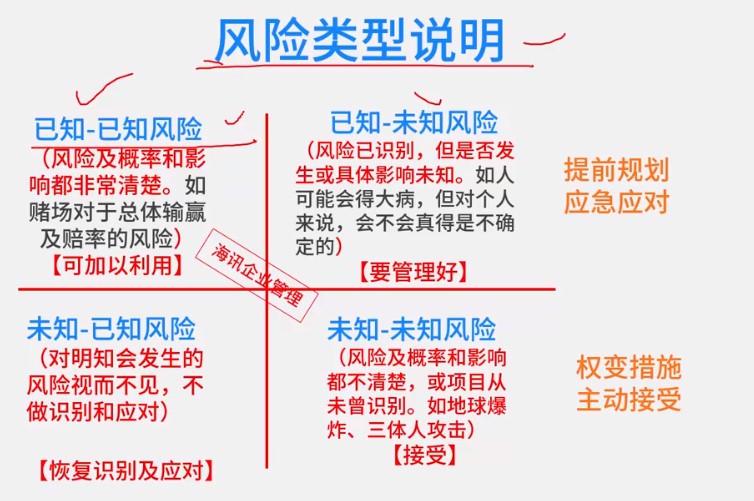 风险类型说明
已知-已知风险
（风险及概率和影
响都非常清楚。如
赌场对于总体输赢
及赔率的风险）
【可加以利用】
已知-未知风险
（风险已识别，但是否发
生或具体影响未知。如人
可能会得大病，但对个人
来说，会不会真得是不确
定的）
【要管理好】
提前规划
应急应对
海讯企业管理
未知-已知风险
（对明知会发生的
风险视而不见，不
做识别和应对）
【恢复识别及应对】
未知-未知风险
（风险及概率和影响
都不清楚，或项目从
未曾识别。如地球爆
炸、三体人攻击）
【接受】
权变措施
主动接受